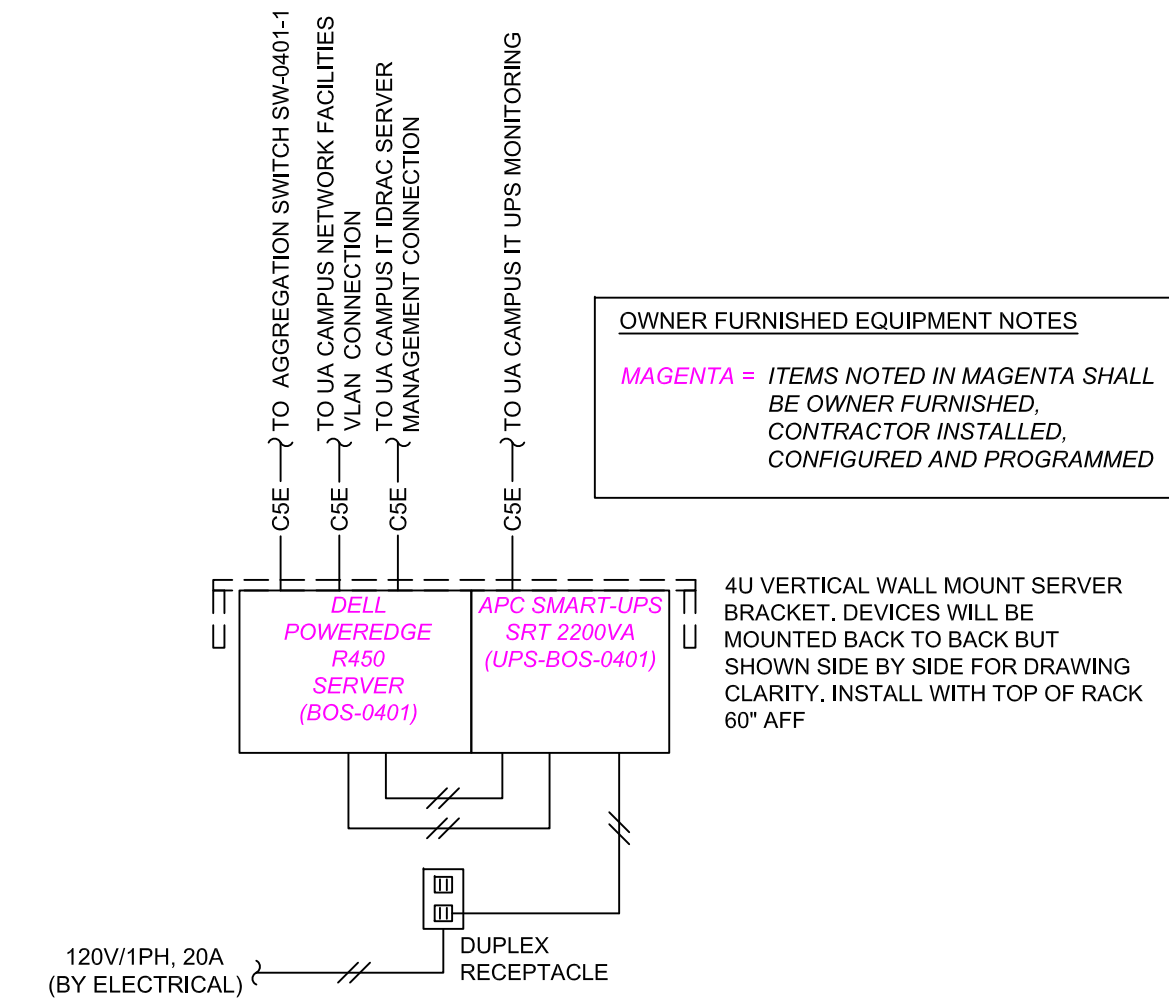 TO AGGREGATION SWITCH SW-0401-1
TO UA CAMPUS NETWORK FACILITIES
VLAN CONNECTION
TO UA CAMPUS IT IDRAC SERVER
MANAGEMENT CONNECTION
TO UA CAMPUS IT UPS MONITORING
C5E
C5E
C5E
C5E
OWNER FURNISHED EQUIPMENT NOTES
MAGENTA = ITEMS NOTED IN MAGENTA SHALL
BE OWNER FURNISHED,
CONTRACTOR INSTALLED,
CONFIGURED AND PROGRAMMED
DELL
POWEREDGE
R450
SERVER
(BOS-0401)
APC SMART-UPS
SRT 2200VA
(UPS-BOS-0401)
4U VERTICAL WALL MOUNT SERVER
BRACKET. DEVICES WILL BE
MOUNTED BACK TO BACK BUT
SHOWN SIDE BY SIDE FOR DRAWING
CLARITY. INSTALL WITH TOP OF RACK
60" AFF
DUPLEX
RECEPTACLE
120V/1PH, 20A
(BY ELECTRICAL)